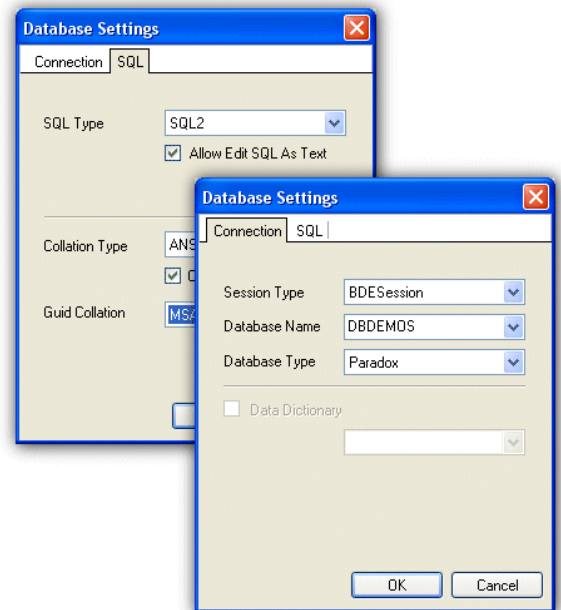 Database Settings
Connection SQL
SQL Type SQL2
Allow Edit SQL As Text
Collation Type
Guid Collation
Database Settings
Connection SQL
Session Type BDESession
Database Name DBDEMOS
Database Type Paradox
Data Dictionary
OK Cancel